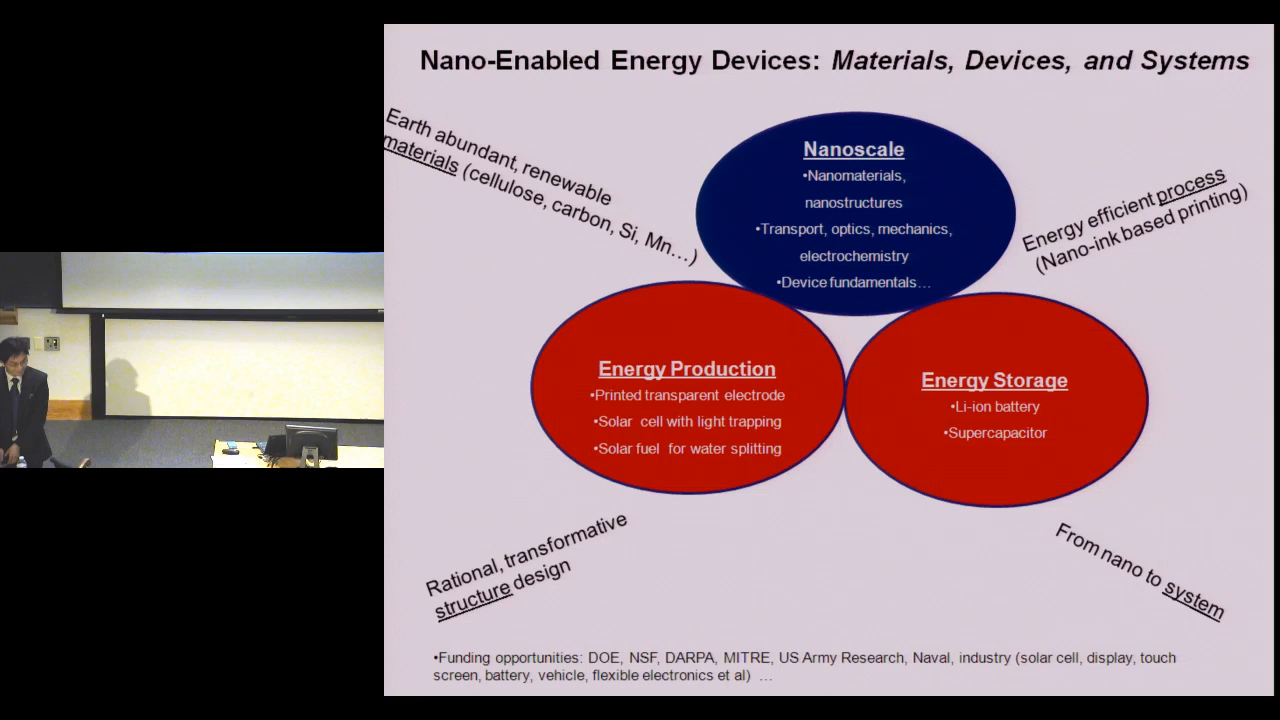 Nano-Enabled Energy Devices: Materials, Devices, and Systems
Earth abundant, renewable
materials (cellulose, carbon, Si, Mn…)
Nanoscale
•Nanomaterials,
nanostructures
•Transport, optics, mechanics,
electrochemistry
•Device fundamentals…
Energy efficient process
(Nano-ink based printing)
Energy Production
•Printed transparent electrode
•Solar cell with light trapping
•Solar fuel for water splitting
Energy Storage
•Li-ion battery
•Supercapacitor
Rational, transformative
structure design
From nano to system
•Funding opportunities: DOE, NSF, DARPA, MITRE, US Army Research, Naval, industry (solar cell, display, touch
screen, battery, vehicle, flexible electronics et al) …